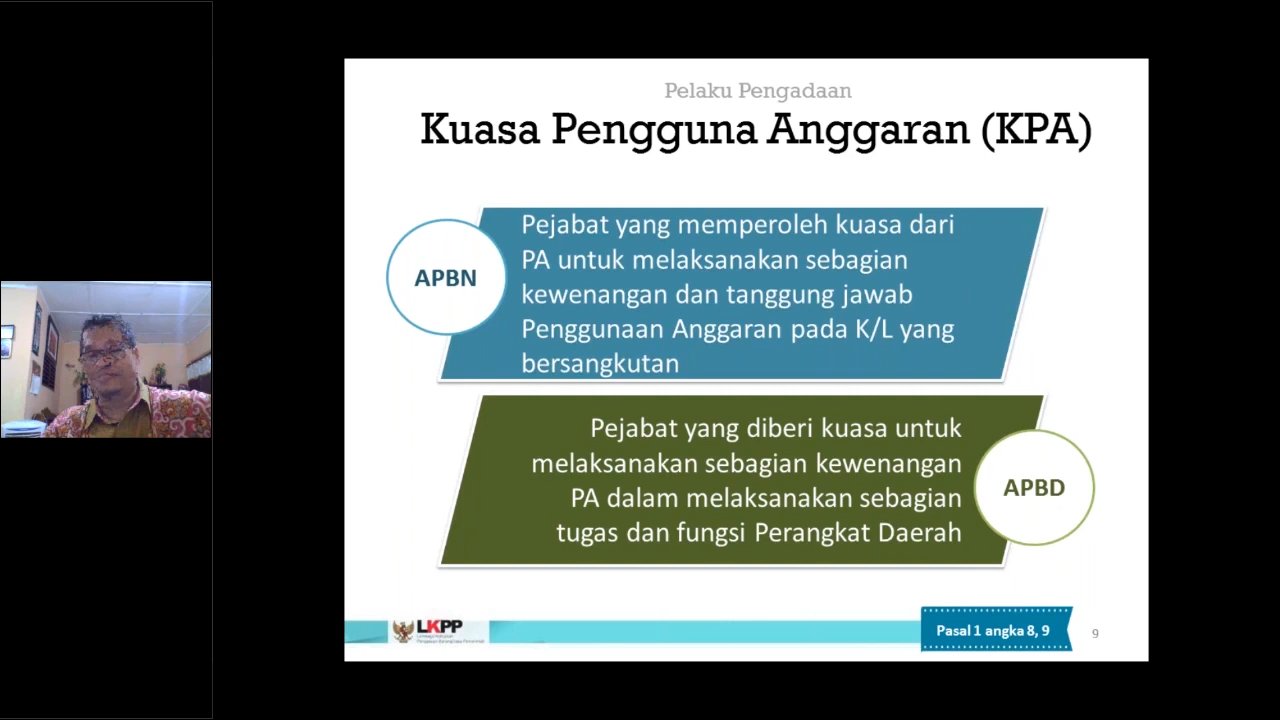 Pelaku Pengadaan
Kuasa Pengguna Anggaran (KPA)
APBN
Pejabat yang memperoleh kuasa dari
PA untuk melaksanakan sebagian
kewenangan dan tanggung jawab
Penggunaan Anggaran pada K/L yang
bersangkutan
Pejabat yang diberi kuasa untuk
melaksanakan sebagian kewenangan
PA dalam melaksanakan sebagian
tugas dan fungsi Perangkat Daerah
APBD
LKPP
Pasal 1 angka 8, 9
9